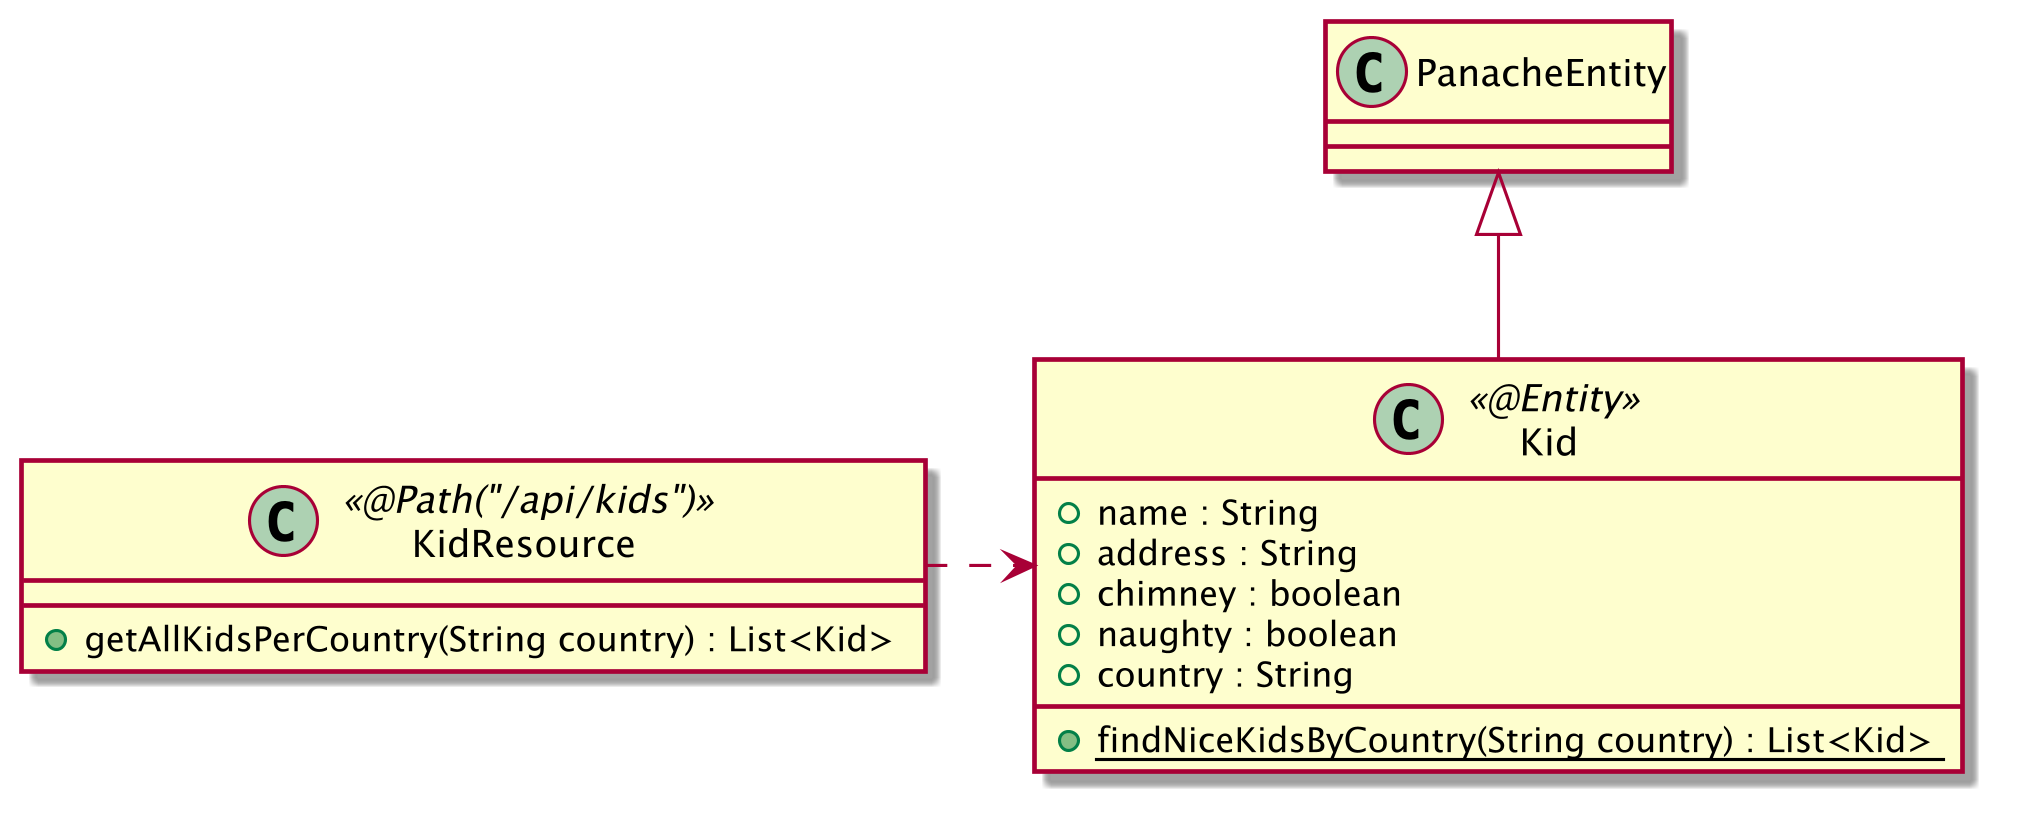 C PanacheEntity
C «@Entity»
Kid
name : String
address : String
chimney : boolean
naughty : boolean
country : String
findNiceKidsByCountry(String country) : List<Kid>
C «@Path("/api/kids")»
KidResource
getAllKidsPerCountry(String country) : List<Kid>